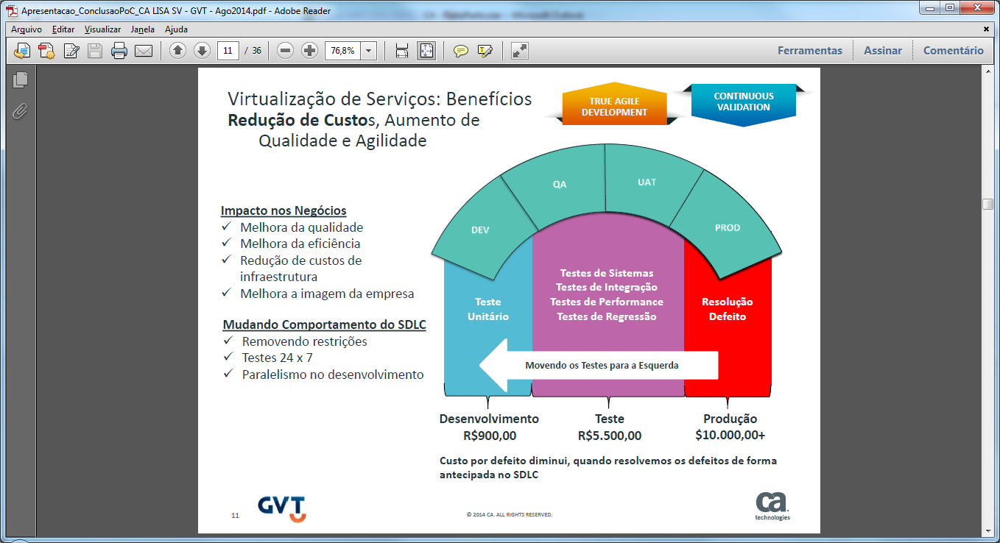 Apresentacao_ConclusaoPoC_CA LISA SV - GVT - Ago2014.pdf - Adobe Reader
Arquivo Editar Visualizar Janela Ajuda
11 / 36 76,8% Ferramentas Assinar Comentário
Virtualização de Serviços: Benefícios
Redução de Custos, Aumento de
Qualidade e Agilidade
TRUE AGILE
DEVELOPMENT
CONTINUOUS
VALIDATION
DEV
QA
UAT
PROD
Impacto nos Negócios
✓ Melhora da qualidade
✓ Melhora da eficiência
✓ Redução de custos de
infraestrutura
✓ Melhora a imagem da empresa
Mudando Comportamento do SDLC
✓ Removendo restrições
✓ Testes 24 x 7
✓ Paralelismo no desenvolvimento
Teste
Unitário
Testes de Sistemas
Testes de Integração
Testes de Performance
Testes de Regressão
Resolução
Defeito
Movendo os Testes para a Esquerda
Desenvolvimento
R$900,00
Teste
R$5.500,00
Produção
$10.000,00+
Custo por defeito diminui, quando resolvemos os defeitos de forma
antecipada no SDLC
11
GVT
© 2014 CA. ALL RIGHTS RESERVED.
ca
technologies